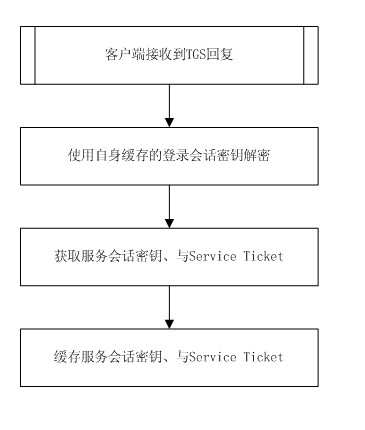 客户端接收到TGS回复
使用自身缓存的登录会话密钥解密
获取服务会话密钥、与Service Ticket
缓存服务会话密钥、与Service Ticket